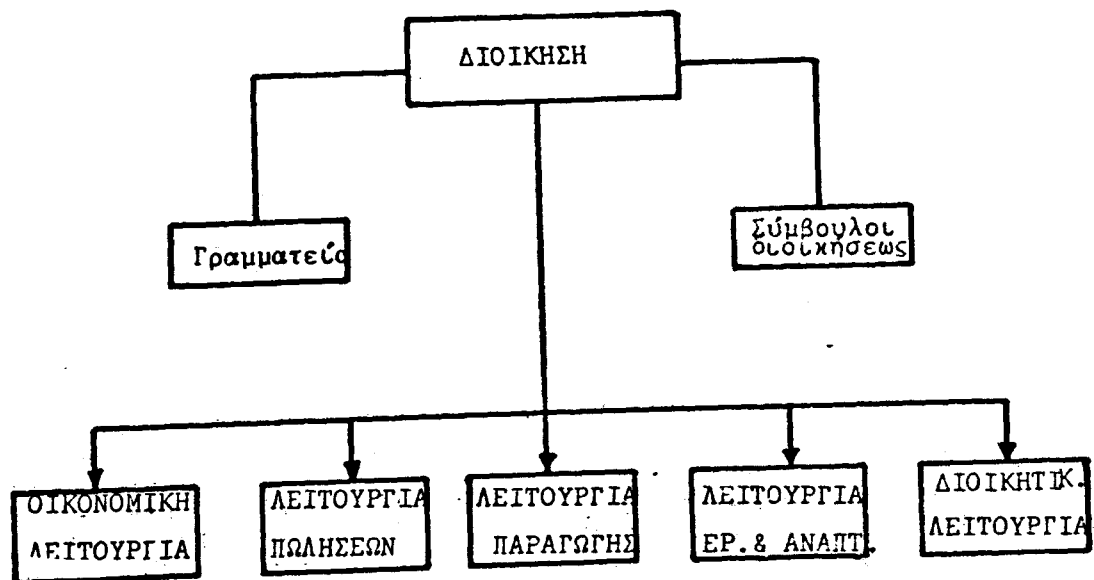 ΔΙΟΙΚΗΣΗ
Γραμματεία
Σύμβουλοι
διοικήσεως
ΟΙΚΟΝΟΜΙΚΗ
ΛΕΙΤΟΥΡΓΙΑ
ΛΕΙΤΟΥΡΓΙΑ
ΠΩΛΗΣΕΩΝ
ΛΕΙΤΟΥΡΓΙΑ
ΠΑΡΑΓΩΓΗΣ
ΛΕΙΤΟΥΡΓΙΑ
ΕΡ.& ΑΝΑΠΤ.
ΔΙΟΙΚΗΤΙΚ.
ΛΕΙΤΟΥΡΓΙΑ